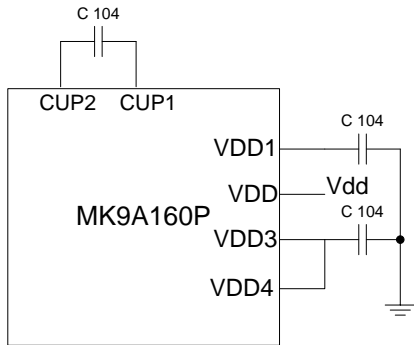 C 104
CUP2 CUP1
VDD1
C 104
VDD
Vdd
MK9A160P
C 104
VDD3
VDD4